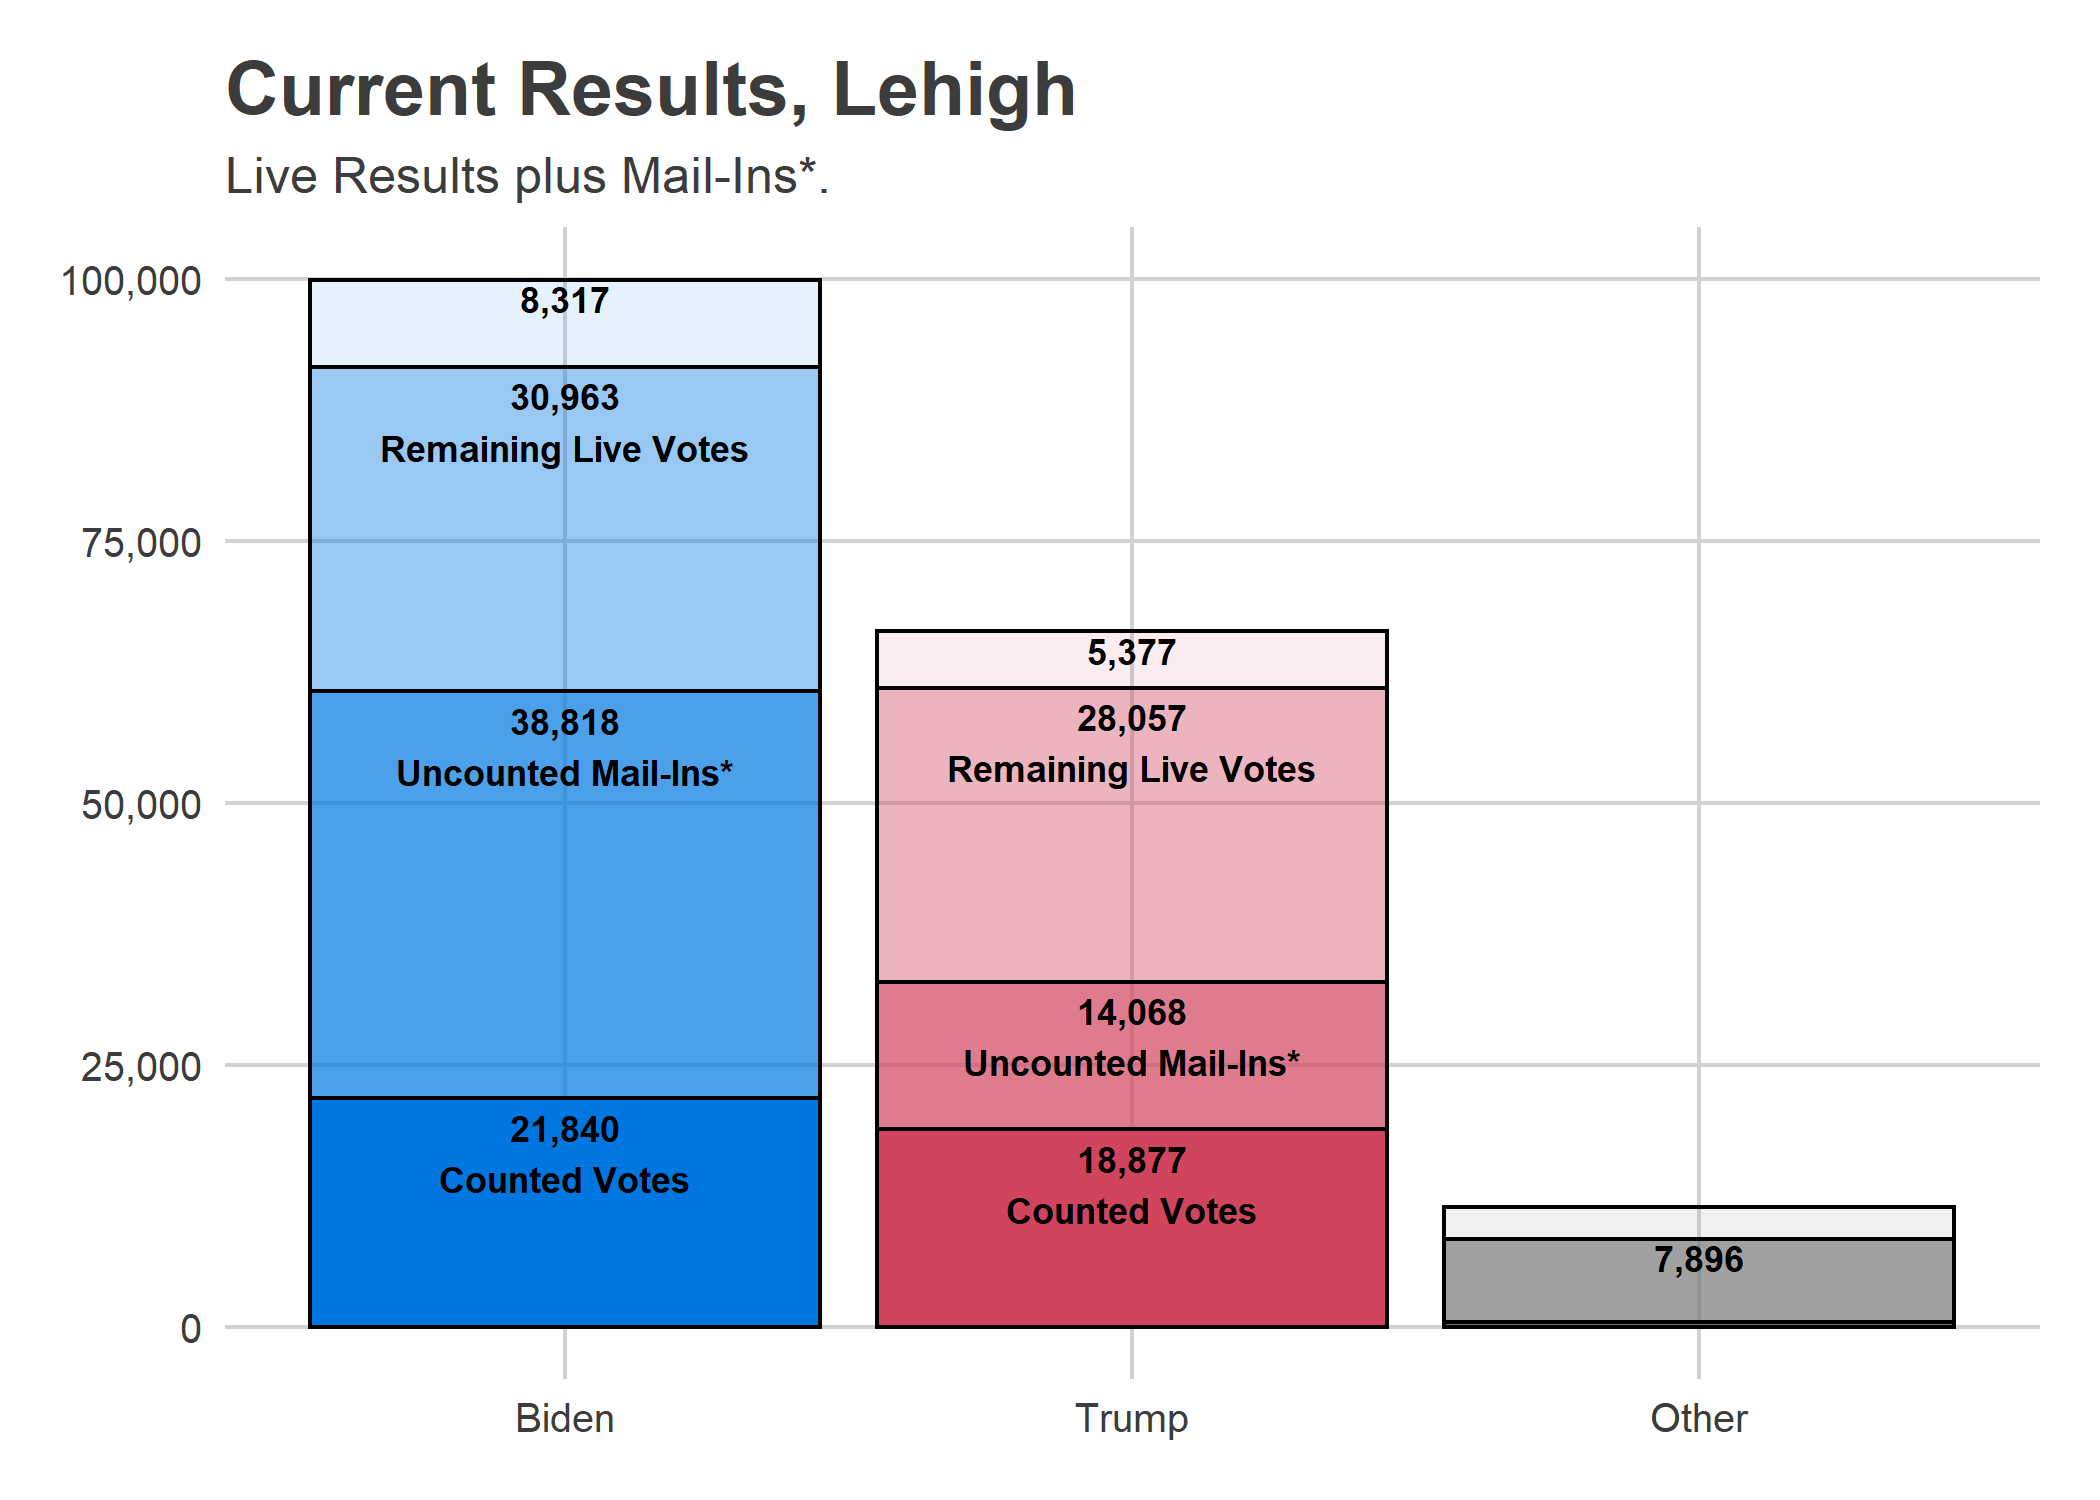 Current Results, Lehigh
Live Results plus Mail-Ins*.
100,000
75,000
50,000
25,000
0
8,317
30,963
Remaining Live Votes
38,818
Uncounted Mail-Ins*
21,840
Counted Votes
5,377
28,057
Remaining Live Votes
14,068
Uncounted Mail-Ins*
18,877
Counted Votes
7,896
Biden
Trump
Other